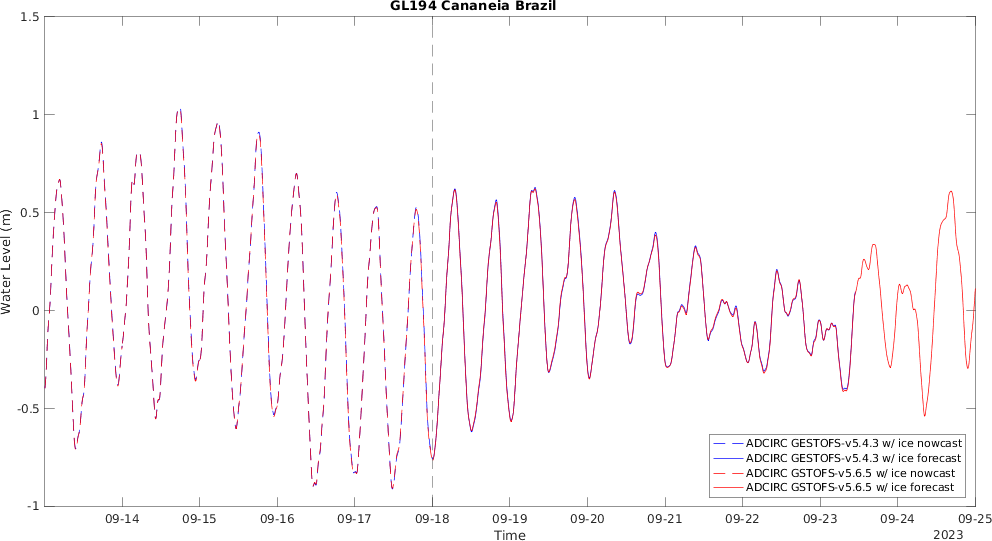 GL194 Cananeia Brazil
1.5
1
0.5
0
-0.5
-1
Water Level (m)
09-14 09-15 09-16 09-17 09-18 09-19 09-20 09-21 09-22 09-23 09-24 09-25
Time
2023
ADCIRC GESTOFS-v5.4.3 w/ ice nowcast
ADCIRC GESTOFS-v5.4.3 w/ ice forecast
ADCIRC GSTOFS-v5.6.5 w/ ice nowcast
ADCIRC GSTOFS-v5.6.5 w/ ice forecast